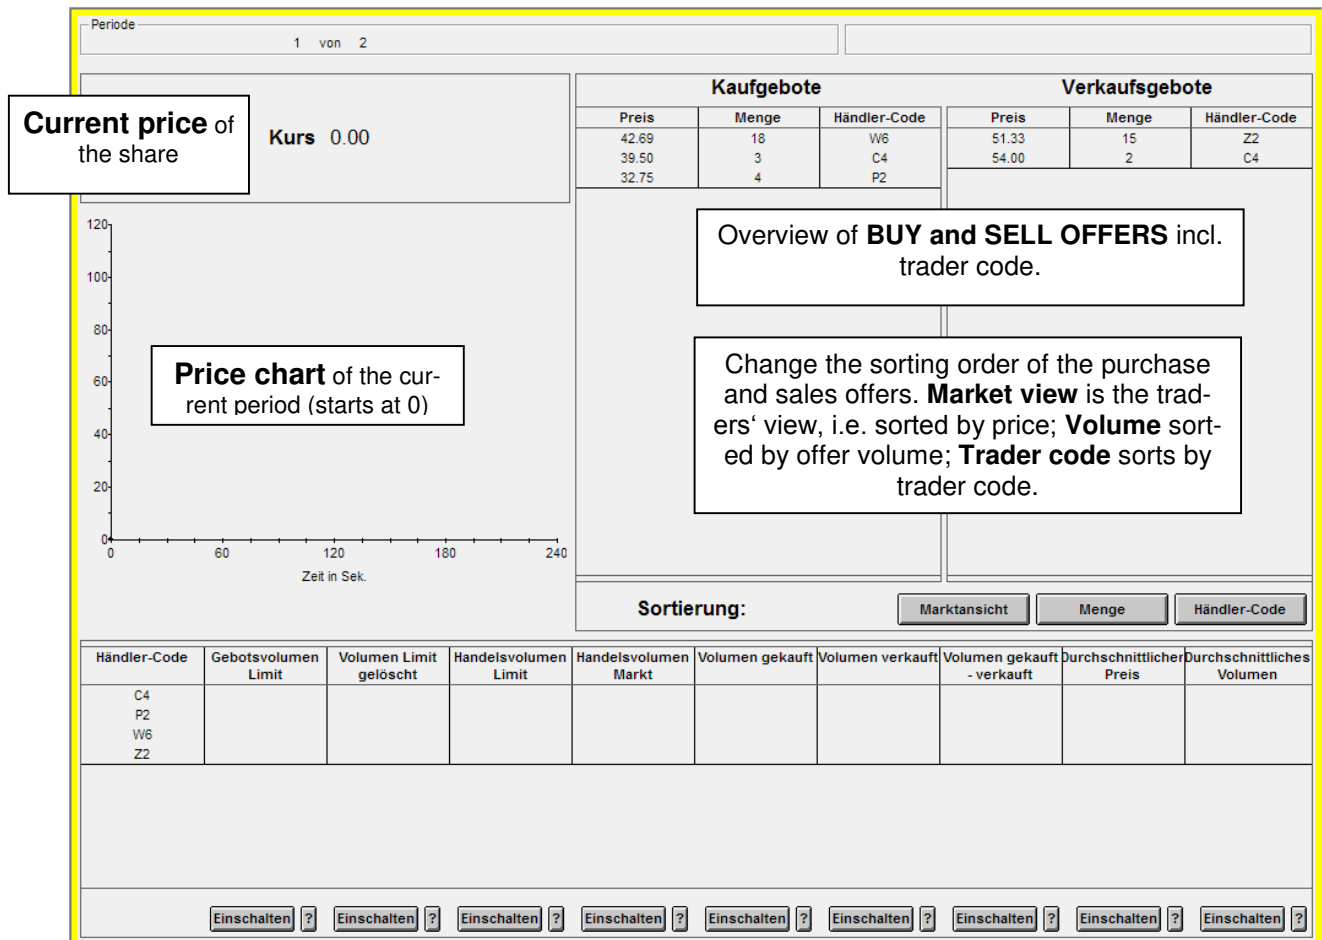 Periode
1 von 2
Current price of
the share
Kurs 0.00
Kaufgebote
Verkaufsgebote
Preis Menge Händler-Code Preis Menge Händler-Code
42.69 18 W6 51.33 15 Z2
39.50 3 C4 54.00 2 C4
32.75 4 P2
Overview of BUY and SELL OFFERS incl.
trader code.
Change the sorting order of the purchase
and sales offers. Market view is the trad-
ers‘ view, i.e. sorted by price; Volume sort-
ed by offer volume; Trader code sorts by
trader code.
120
100
80
60
40
20
0
Price chart of the cur-
rent period (starts at 0)
0 60 120 180 240
Zeit in Sek.
Sortierung: Marktansicht Menge Händler-Code
Händler-Code Gebotsvolumen Volumen Limit Handelsvolumen Handelsvolumen Volumen gekauft Volumen verkauft Volumen gekauft Durchschnittlicher Durchschnittliches
Limit gelöscht Limit Markt - verkauft Preis Volumen
C4
P2
W6
Z2
Einschalten ? Einschalten ? Einschalten ? Einschalten ? Einschalten ? Einschalten ? Einschalten ? Einschalten ? Einschalten ?